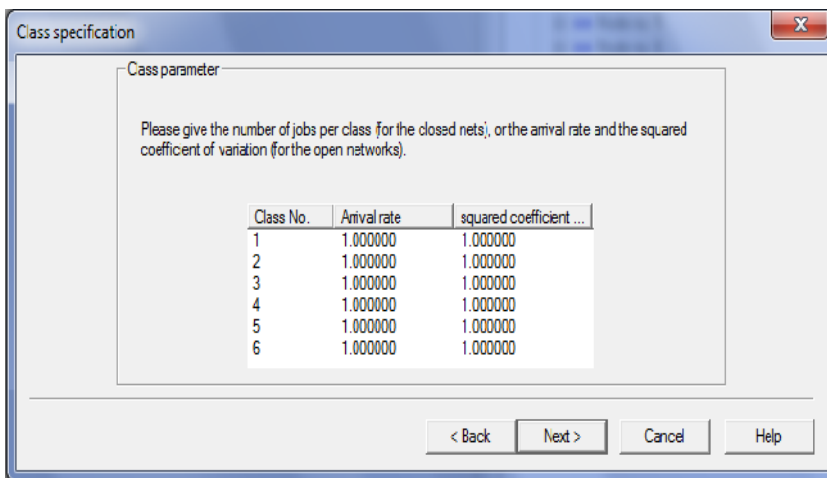 Class specification
X
Class parameter
Please give the number of jobs per class (for the closed nets), or the arrival rate and the squared
coefficient of variation (for the open networks).
Class No. Arrival rate squared coefficient ...
1 1.000000 1.000000
2 1.000000 1.000000
3 1.000000 1.000000
4 1.000000 1.000000
5 1.000000 1.000000
6 1.000000 1.000000
< Back Next > Cancel Help